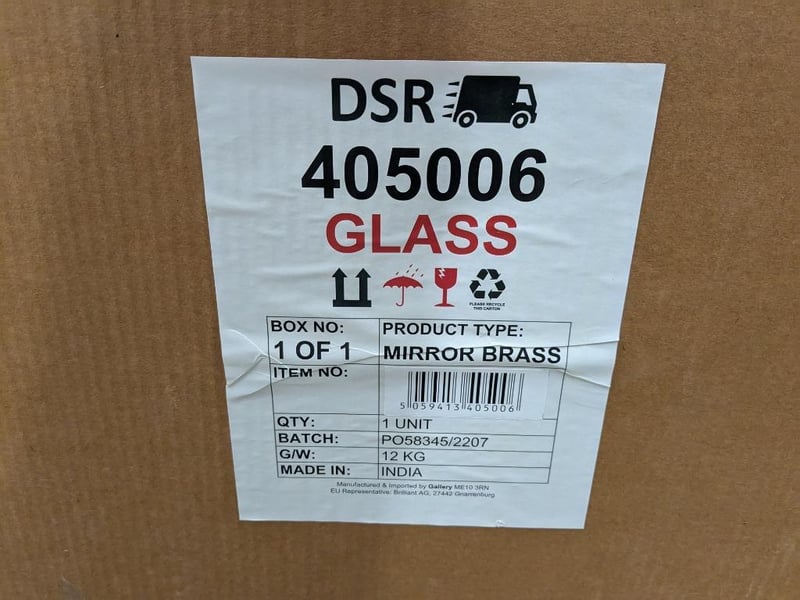 DSR
405006
GLASS
PLEASE RECYCLE
THIS CARTON
BOX NO: PRODUCT TYPE:
1 OF 1 MIRROR BRASS
ITEM NO:
5 059413 405006
QTY: 1 UNIT
BATCH: PO58345/2207
G/W: 12 KG
MADE IN: INDIA
Manufactured & Imported by Gallery ME10 3RN
EU Representative: Brilliant AG, 27442 Gnarrenburg